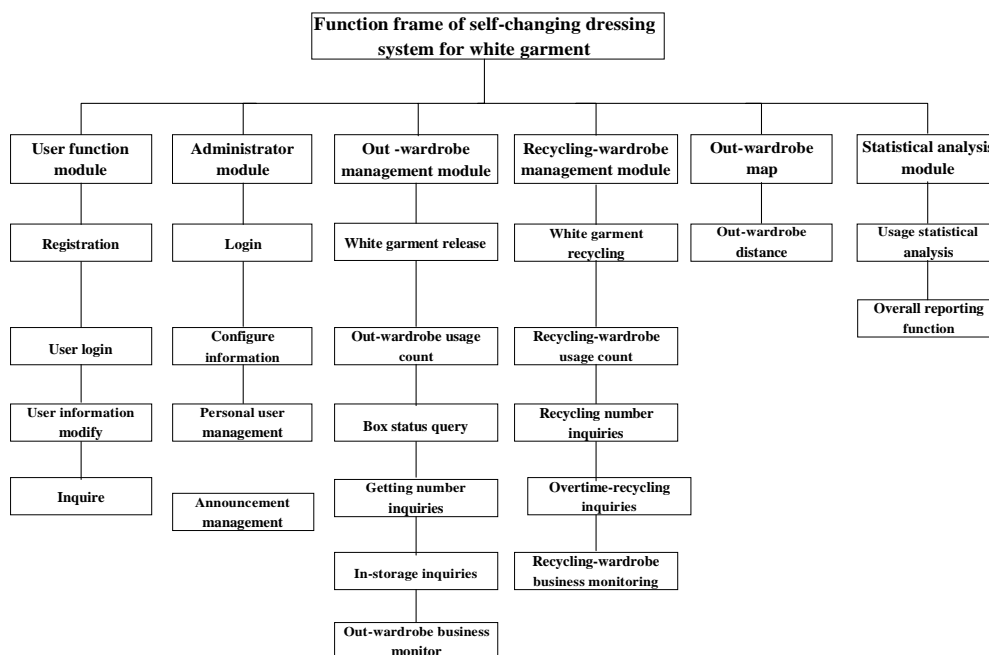 Function frame of self-changing dressing
system for white garment
User function
module
Administrator
module
Out -wardrobe
management module
Recycling-wardrobe
management module
Out-wardrobe
map
Statistical analysis
module
Registration
Login
White garment release
White garment
recycling
Out-wardrobe
distance
Usage statistical
analysis
Overall reporting
function
User login
Configure
information
Out-wardrobe usage
count
Recycling-wardrobe
usage count
User information
modify
Personal user
management
Box status query
Recycling number
inquiries
Inquire
Announcement
management
Getting number
inquiries
Overtime-recycling
inquiries
In-storage inquiries
Recycling-wardrobe
business monitoring
Out-wardrobe business
monitor